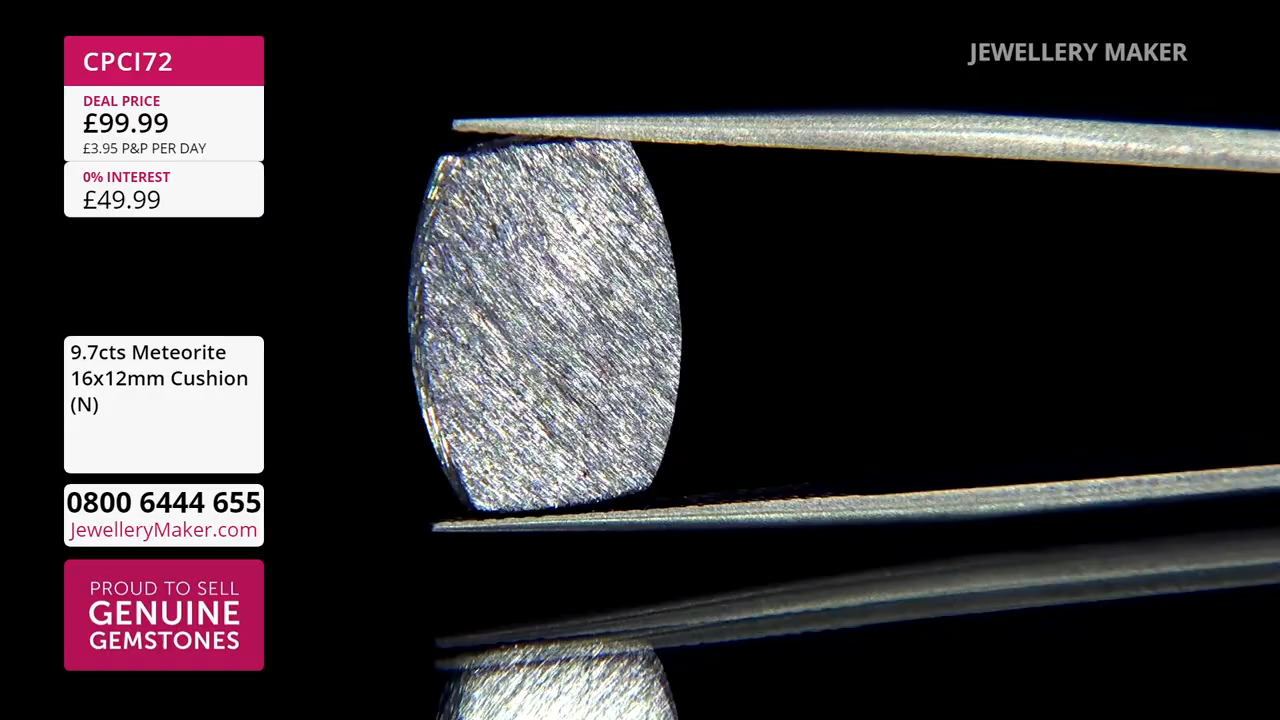 CPCI72
DEAL PRICE
£99.99
£3.95 P&P PER DAY
0% INTEREST
£49.99
9.7cts Meteorite
16x12mm Cushion
(N)
0800 6444 655
JewelleryMaker.com
PROUD TO SELL
GENUINE
GEMSTONES
JEWELLERY MAKER